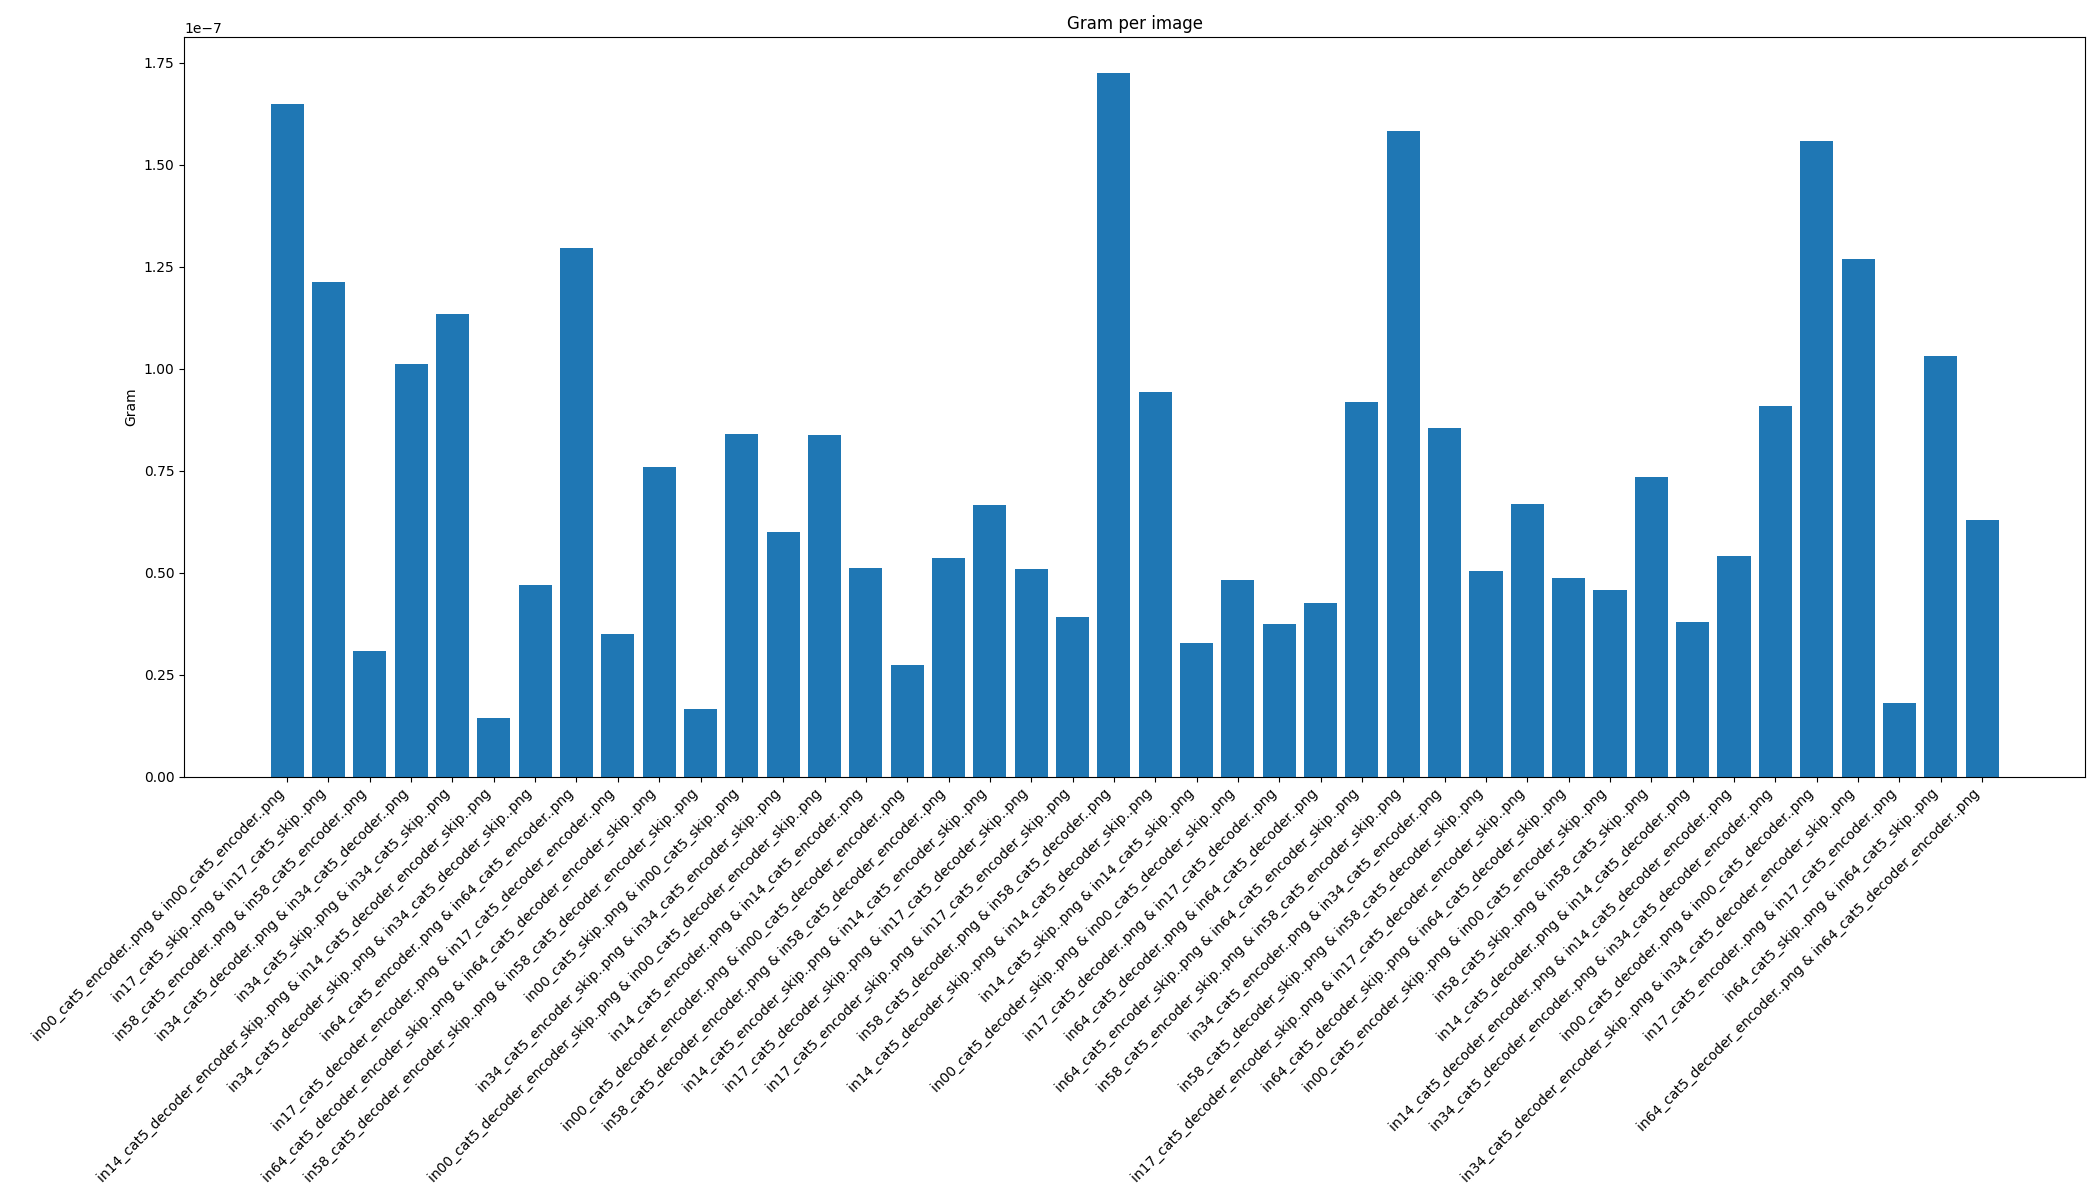 Gram per image
1e−7
1.75
1.50
1.25
1.00
0.75
0.50
0.25
0.00
Gram
in00_cat5_encoder..png & in00_cat5_encoder..png
in17_cat5_skip..png & in17_cat5_skip..png
in58_cat5_encoder..png & in58_cat5_encoder..png
in34_cat5_decoder..png & in34_cat5_decoder..png
in34_cat5_skip..png & in34_cat5_skip..png
in14_cat5_decoder_encoder_skip..png & in14_cat5_decoder_encoder_skip..png
in34_cat5_decoder_skip..png & in34_cat5_decoder_skip..png
in64_cat5_encoder..png & in64_cat5_encoder..png
in17_cat5_decoder_encoder..png & in17_cat5_decoder_encoder..png
in64_cat5_decoder_encoder_skip..png & in64_cat5_decoder_encoder_skip..png
in58_cat5_decoder_encoder_skip..png & in58_cat5_decoder_encoder_skip..png
in00_cat5_skip..png & in00_cat5_skip..png
in34_cat5_encoder_skip..png & in34_cat5_encoder_skip..png
in00_cat5_decoder_encoder_skip..png & in00_cat5_decoder_encoder_skip..png
in14_cat5_encoder..png & in14_cat5_encoder..png
in00_cat5_decoder_encoder..png & in00_cat5_decoder_encoder..png
in58_cat5_decoder_encoder..png & in58_cat5_decoder_encoder..png
in14_cat5_encoder_skip..png & in14_cat5_encoder_skip..png
in17_cat5_decoder_skip..png & in17_cat5_decoder_skip..png
in17_cat5_encoder_skip..png & in17_cat5_encoder_skip..png
in58_cat5_decoder..png & in58_cat5_decoder..png
in14_cat5_decoder_skip..png & in14_cat5_decoder_skip..png
in14_cat5_skip..png & in14_cat5_skip..png
in00_cat5_decoder_skip..png & in00_cat5_decoder_skip..png
in17_cat5_decoder..png & in17_cat5_decoder..png
in64_cat5_decoder..png & in64_cat5_decoder..png
in64_cat5_encoder_skip..png & in64_cat5_encoder_skip..png
in58_cat5_encoder_skip..png & in58_cat5_encoder_skip..png
in34_cat5_encoder..png & in34_cat5_encoder..png
in58_cat5_decoder_skip..png & in58_cat5_decoder_skip..png
in17_cat5_decoder_encoder_skip..png & in17_cat5_decoder_encoder_skip..png
in64_cat5_decoder_skip..png & in64_cat5_decoder_skip..png
in00_cat5_encoder_skip..png & in00_cat5_encoder_skip..png
in58_cat5_skip..png & in58_cat5_skip..png
in14_cat5_decoder..png & in14_cat5_decoder..png
in14_cat5_decoder_encoder..png & in14_cat5_decoder_encoder..png
in34_cat5_decoder_encoder..png & in34_cat5_decoder_encoder..png
in00_cat5_decoder..png & in00_cat5_decoder..png
in34_cat5_decoder_encoder_skip..png & in34_cat5_decoder_encoder_skip..png
in17_cat5_encoder..png & in17_cat5_encoder..png
in64_cat5_skip..png & in64_cat5_skip..png
in64_cat5_decoder_encoder..png & in64_cat5_decoder_encoder..png